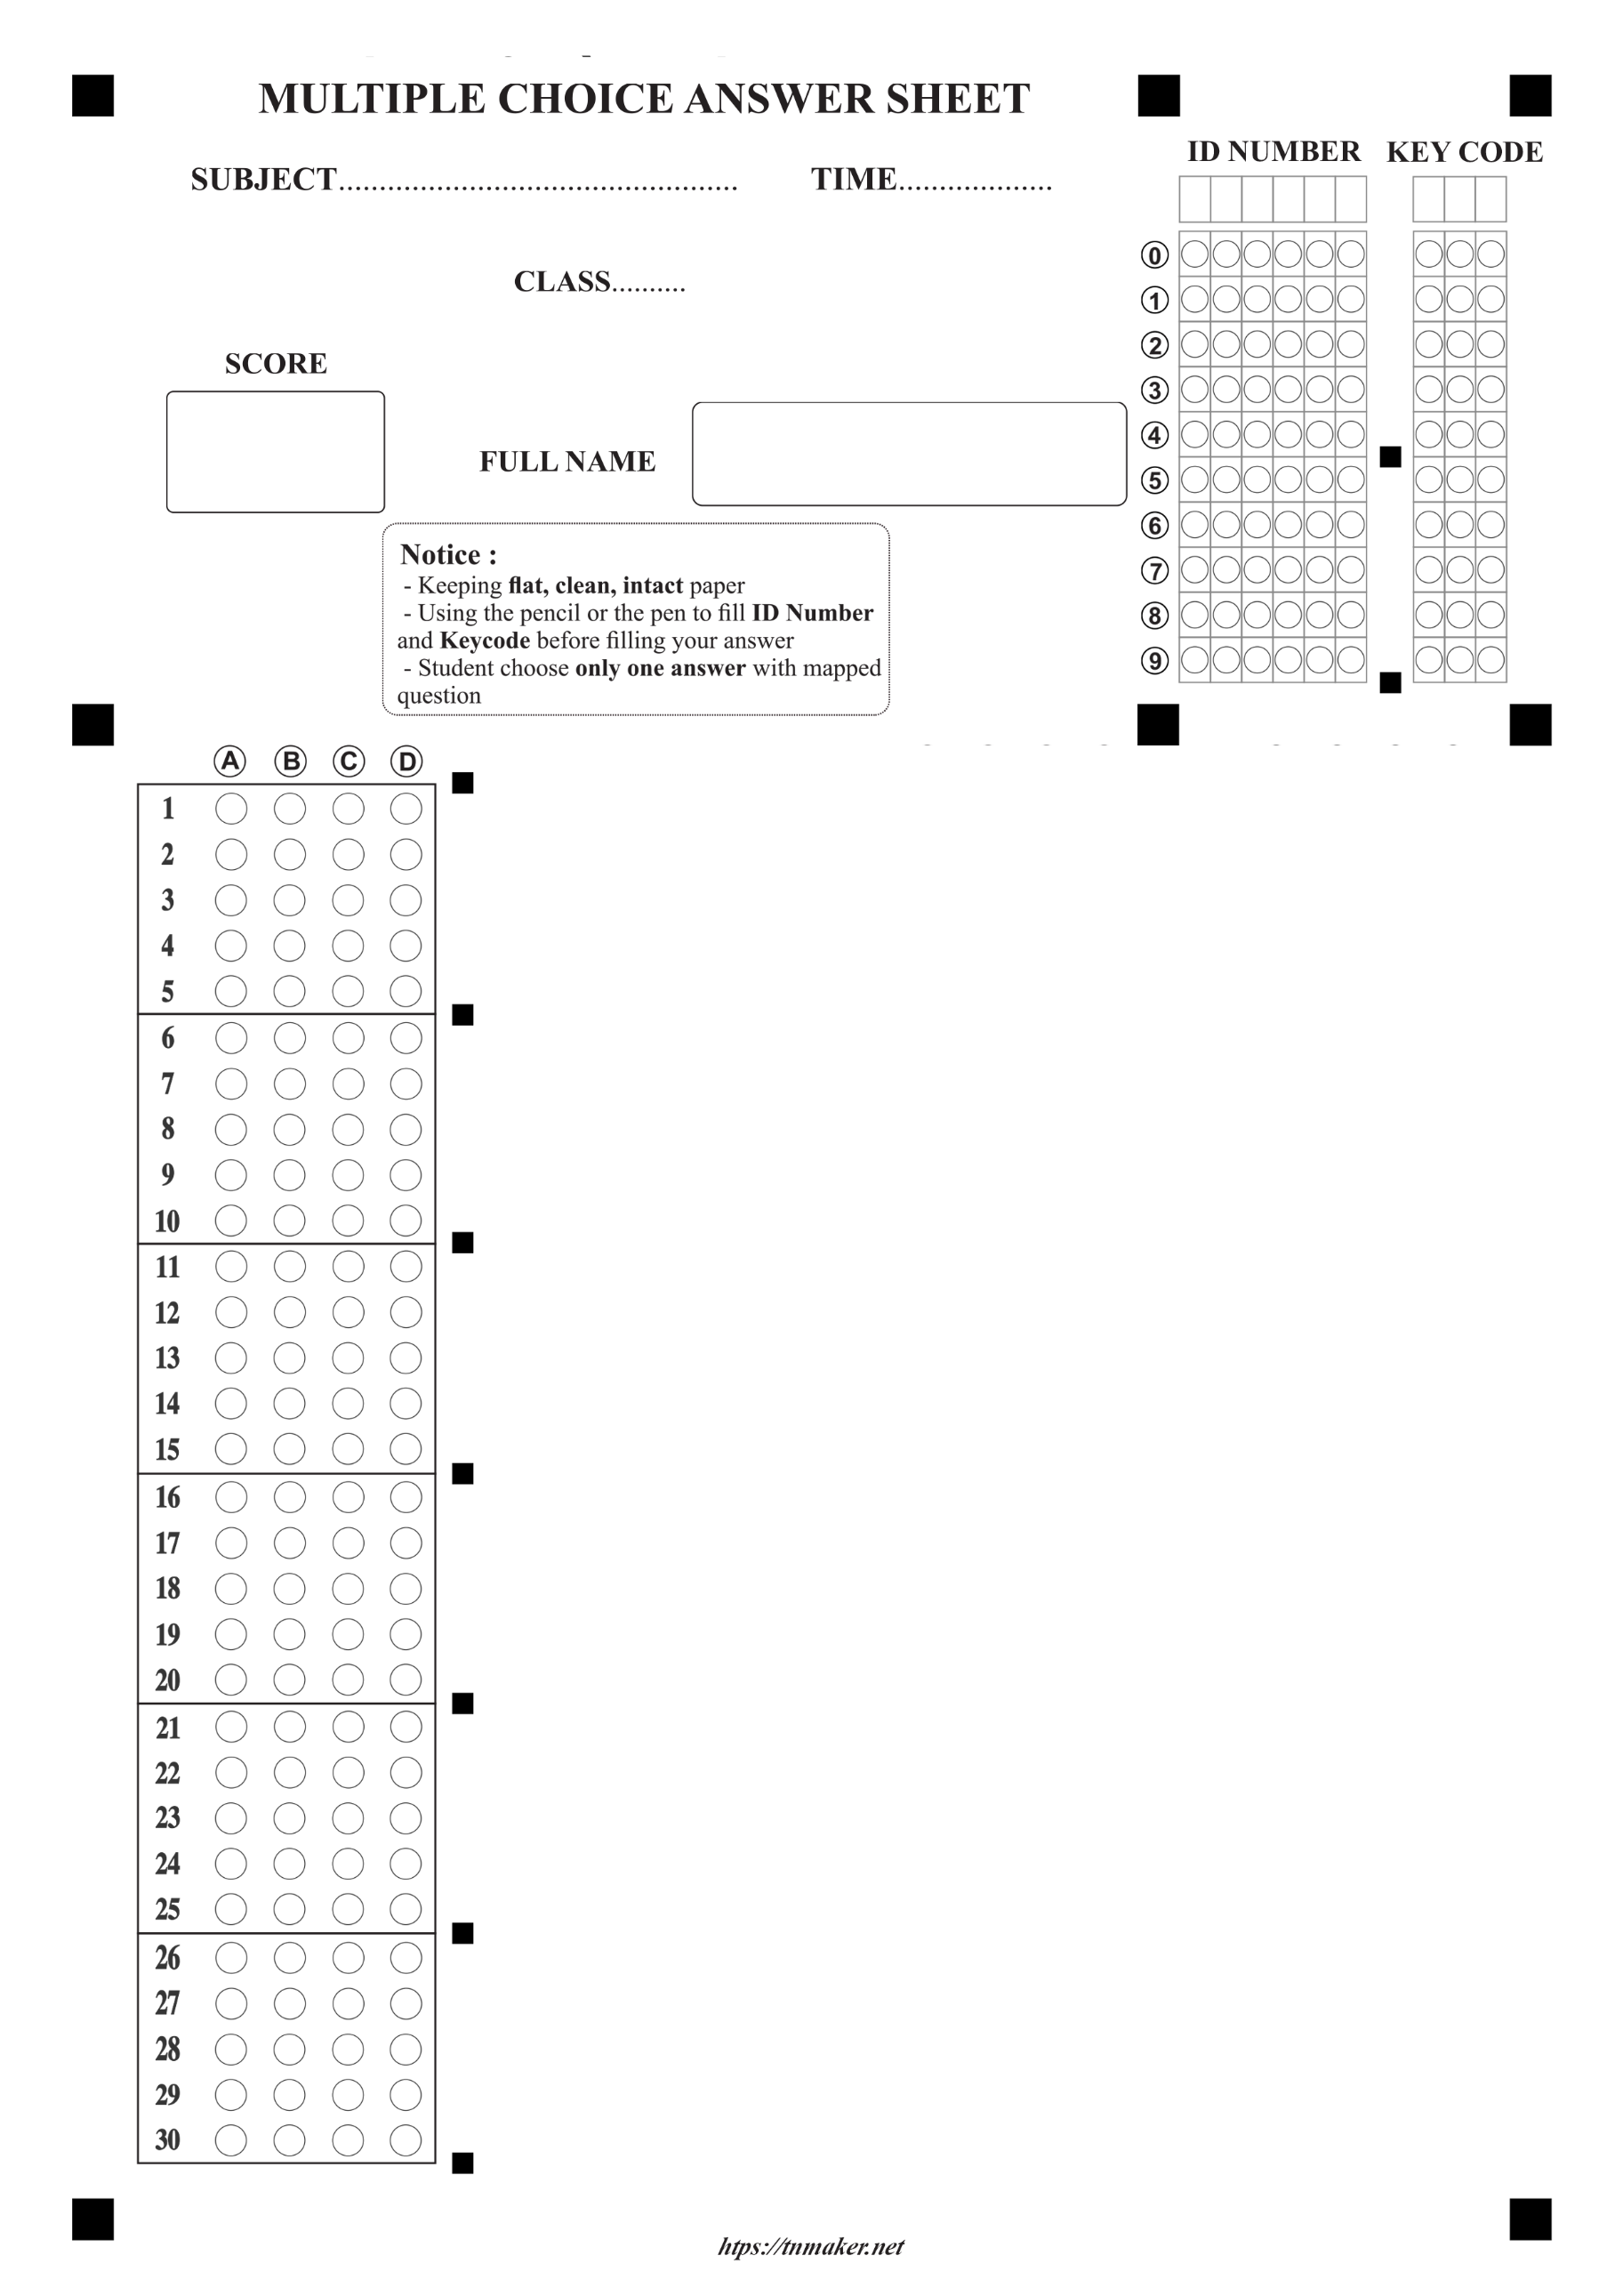 MULTIPLE CHOICE ANSWER SHEET
SUBJECT................................................ TIME...................
CLASS.........
SCORE
FULL NAME
Notice :
- Keeping flat, clean, intact paper
- Using the pencil or the pen to fill ID Number
and Keycode before filling your answer
- Student choose only one answer with mapped
question
ID NUMBER KEY CODE
0
1
2
3
4
5
6
7
8
9
A B C D
1
2
3
4
5
6
7
8
9
10
11
12
13
14
15
16
17
18
19
20
21
22
23
24
25
26
27
28
29
30
htps://tnmaker.net